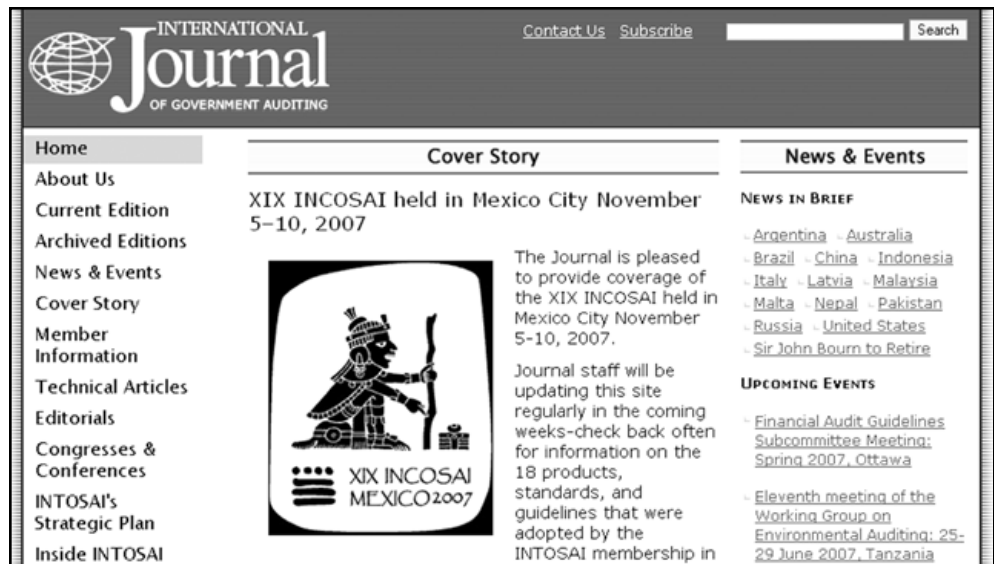 INTERNATIONAL
Journal
OF GOVERNMENT AUDITING
Contact Us Subscribe
Search
Home
About Us
Current Edition
Archived Editions
News & Events
Cover Story
Member
Information
Technical Articles
Editorials
Congresses &
Conferences
INTOSAI's
Strategic Plan
Inside INTOSAI
Cover Story
XIX INCOSAI held in Mexico City November
5–10, 2007
XIX INCOSAI
MEXICO 2007
The Journal is pleased
to provide coverage of
the XIX INCOSAI held in
Mexico City November
5-10, 2007.
Journal staff will be
updating this site
regularly in the coming
weeks-check back often
for information on the
18 products,
standards, and
guidelines that were
adopted by the
INTOSAI membership in
News & Events
NEWS IN BRIEF
Argentina Australia
Brazil China Indonesia
Italy Latvia Malaysia
Malta Nepal Pakistan
Russia United States
Sir John Bourn to Retire
UPCOMING EVENTS
Financial Audit Guidelines
Subcommittee Meeting:
Spring 2007, Ottawa
Eleventh meeting of the
Working Group on
Environmental Auditing: 25-
29 June 2007, Tanzania